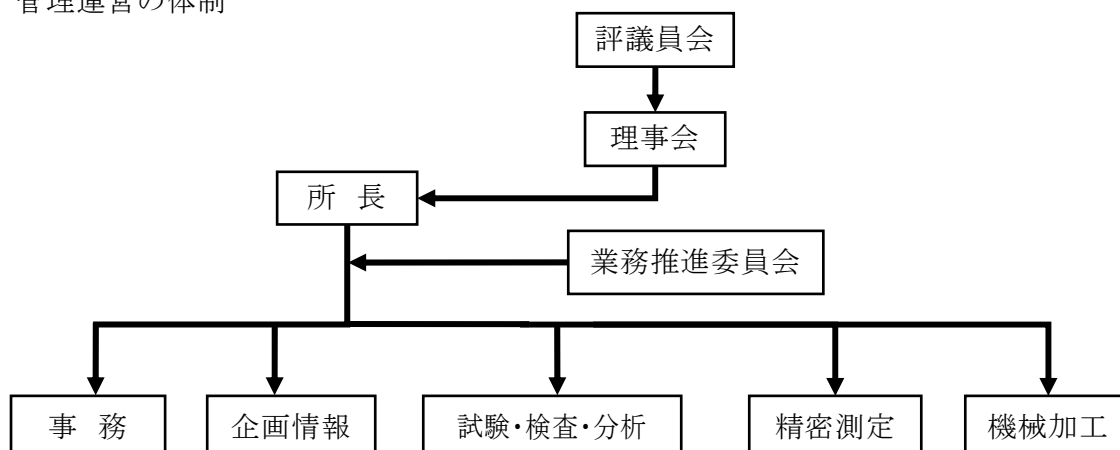 管理運営の体制
評議員会
理事会
所 長
業務推進委員会
事 務
企画情報
試験・検査・分析
精密測定
機械加工